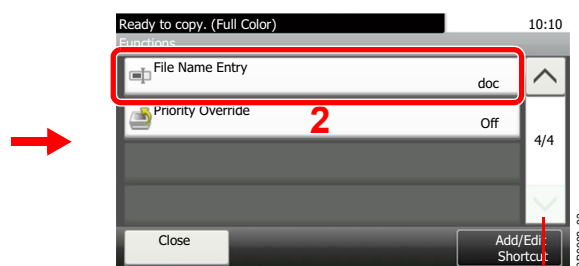 Ready to copy. (Full Color)
10:10
Functions
File Name Entry
doc
Priority Override
2
Off
4/4
Close
Add/Edit
Shortcut